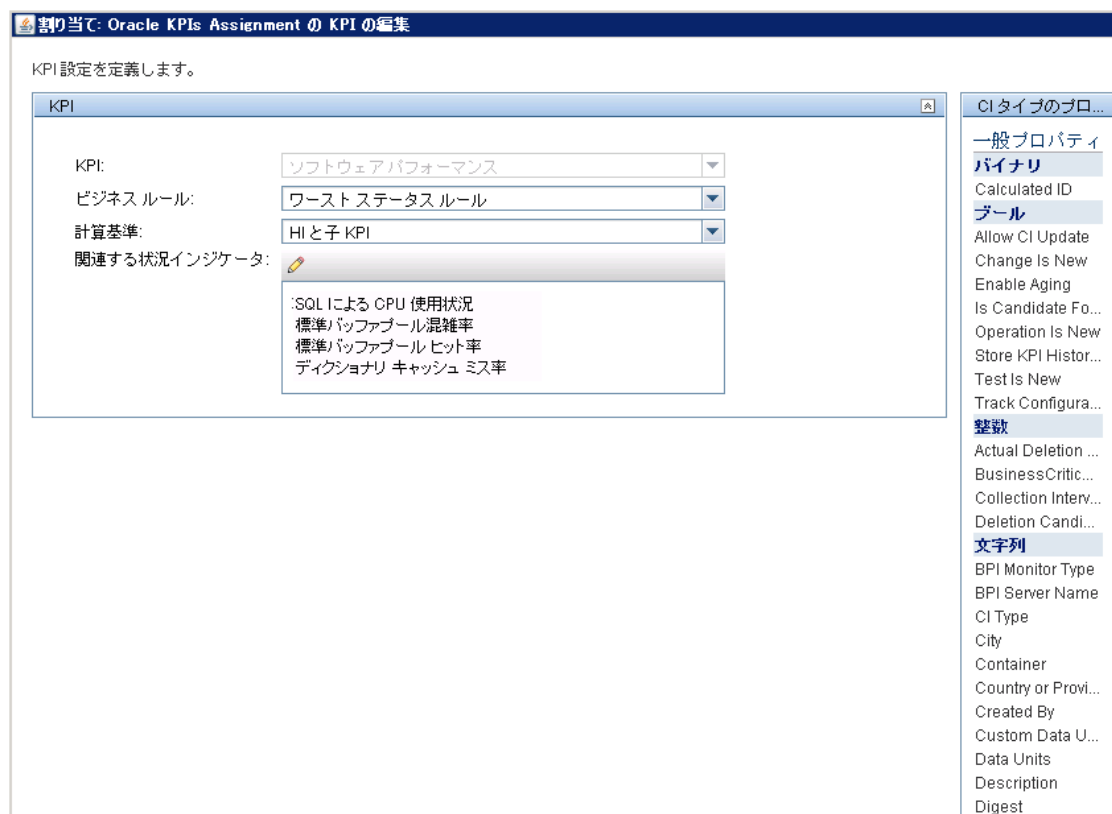 割り当て: Oracle KPIs Assignment の KPI の編集
KPI 設定を定義します。
KPI
KPI:
ソフトウェア パフォーマンス
ビジネス ルール:
ワースト ステータス ルール
計算基準:
HI と子 KPI
関連する状況インジケータ:
:SQL による CPU 使用状況
標準バッファプール混雑率
標準バッファプール ヒット率
ディクショナリ キャッシュ ミス率
CI タイプのプロ...
一般プロパティ
バイナリ
Calculated ID
ブール
Allow CI Update
Change Is New
Enable Aging
Is Candidate Fo...
Operation Is New
Store KPI Histor...
Test Is New
Track Configura...
整数
Actual Deletion ...
BusinessCritic...
Collection Interv...
Deletion Candi...
文字列
BPI Monitor Type
BPI Server Name
CI Type
City
Container
Country or Provi...
Created By
Custom Data U...
Data Units
Description
Digest